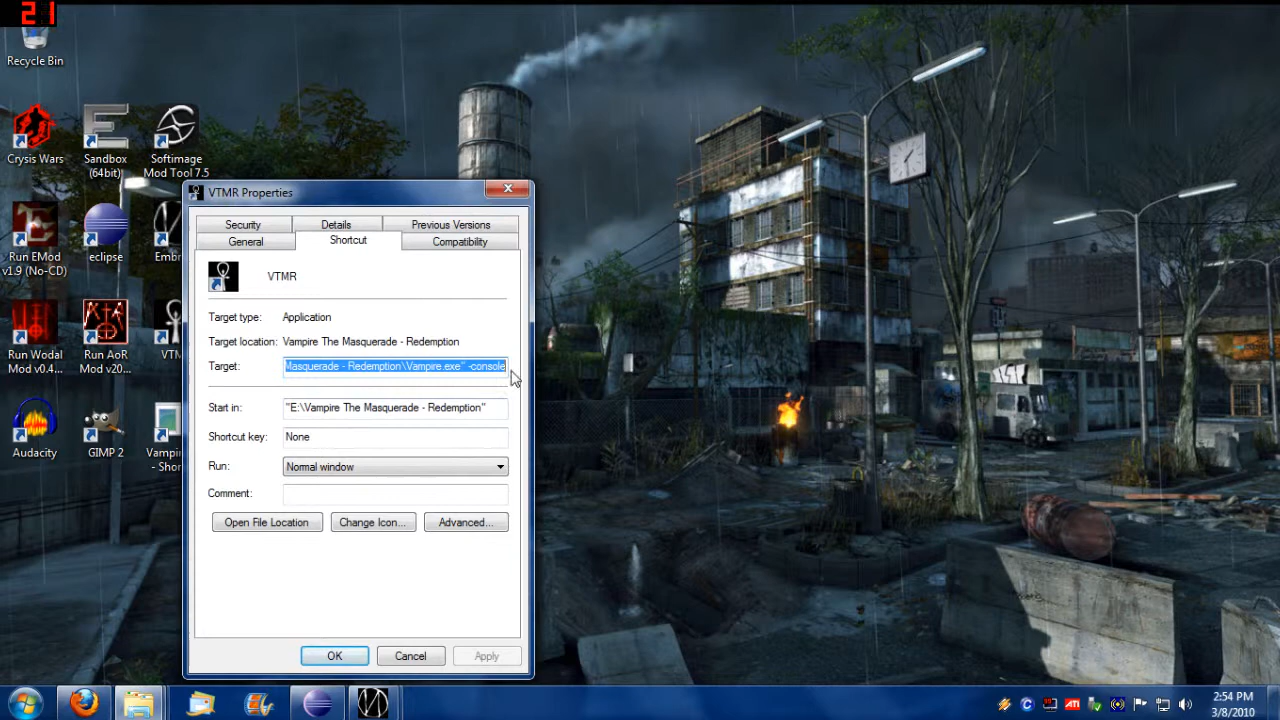 21
Recycle Bin
Crysis Wars
Sandbox
(64bit)
Softimage
Mod Tool 7.5
Run EMod
v1.9 (No-CD)
eclipse
Embr
Run Wodal
Mod v0.4...
Run AoR
Mod v20...
VTM
Audacity
GIMP 2
Vampir
- Shor
VTMR Properties
Security
Details
Previous Versions
General
Shortcut
Compatibility
VTMR
Target type:
Application
Target location:
Vampire The Masquerade - Redemption
Target:
Masquerade - Redemption\Vampire.exe" -console
Start in:
"E:\Vampire The Masquerade - Redemption"
Shortcut key:
None
Run:
Normal window
Comment:
Open File Location
Change Icon...
Advanced...
OK
Cancel
Apply
2:54 PM
3/8/2010